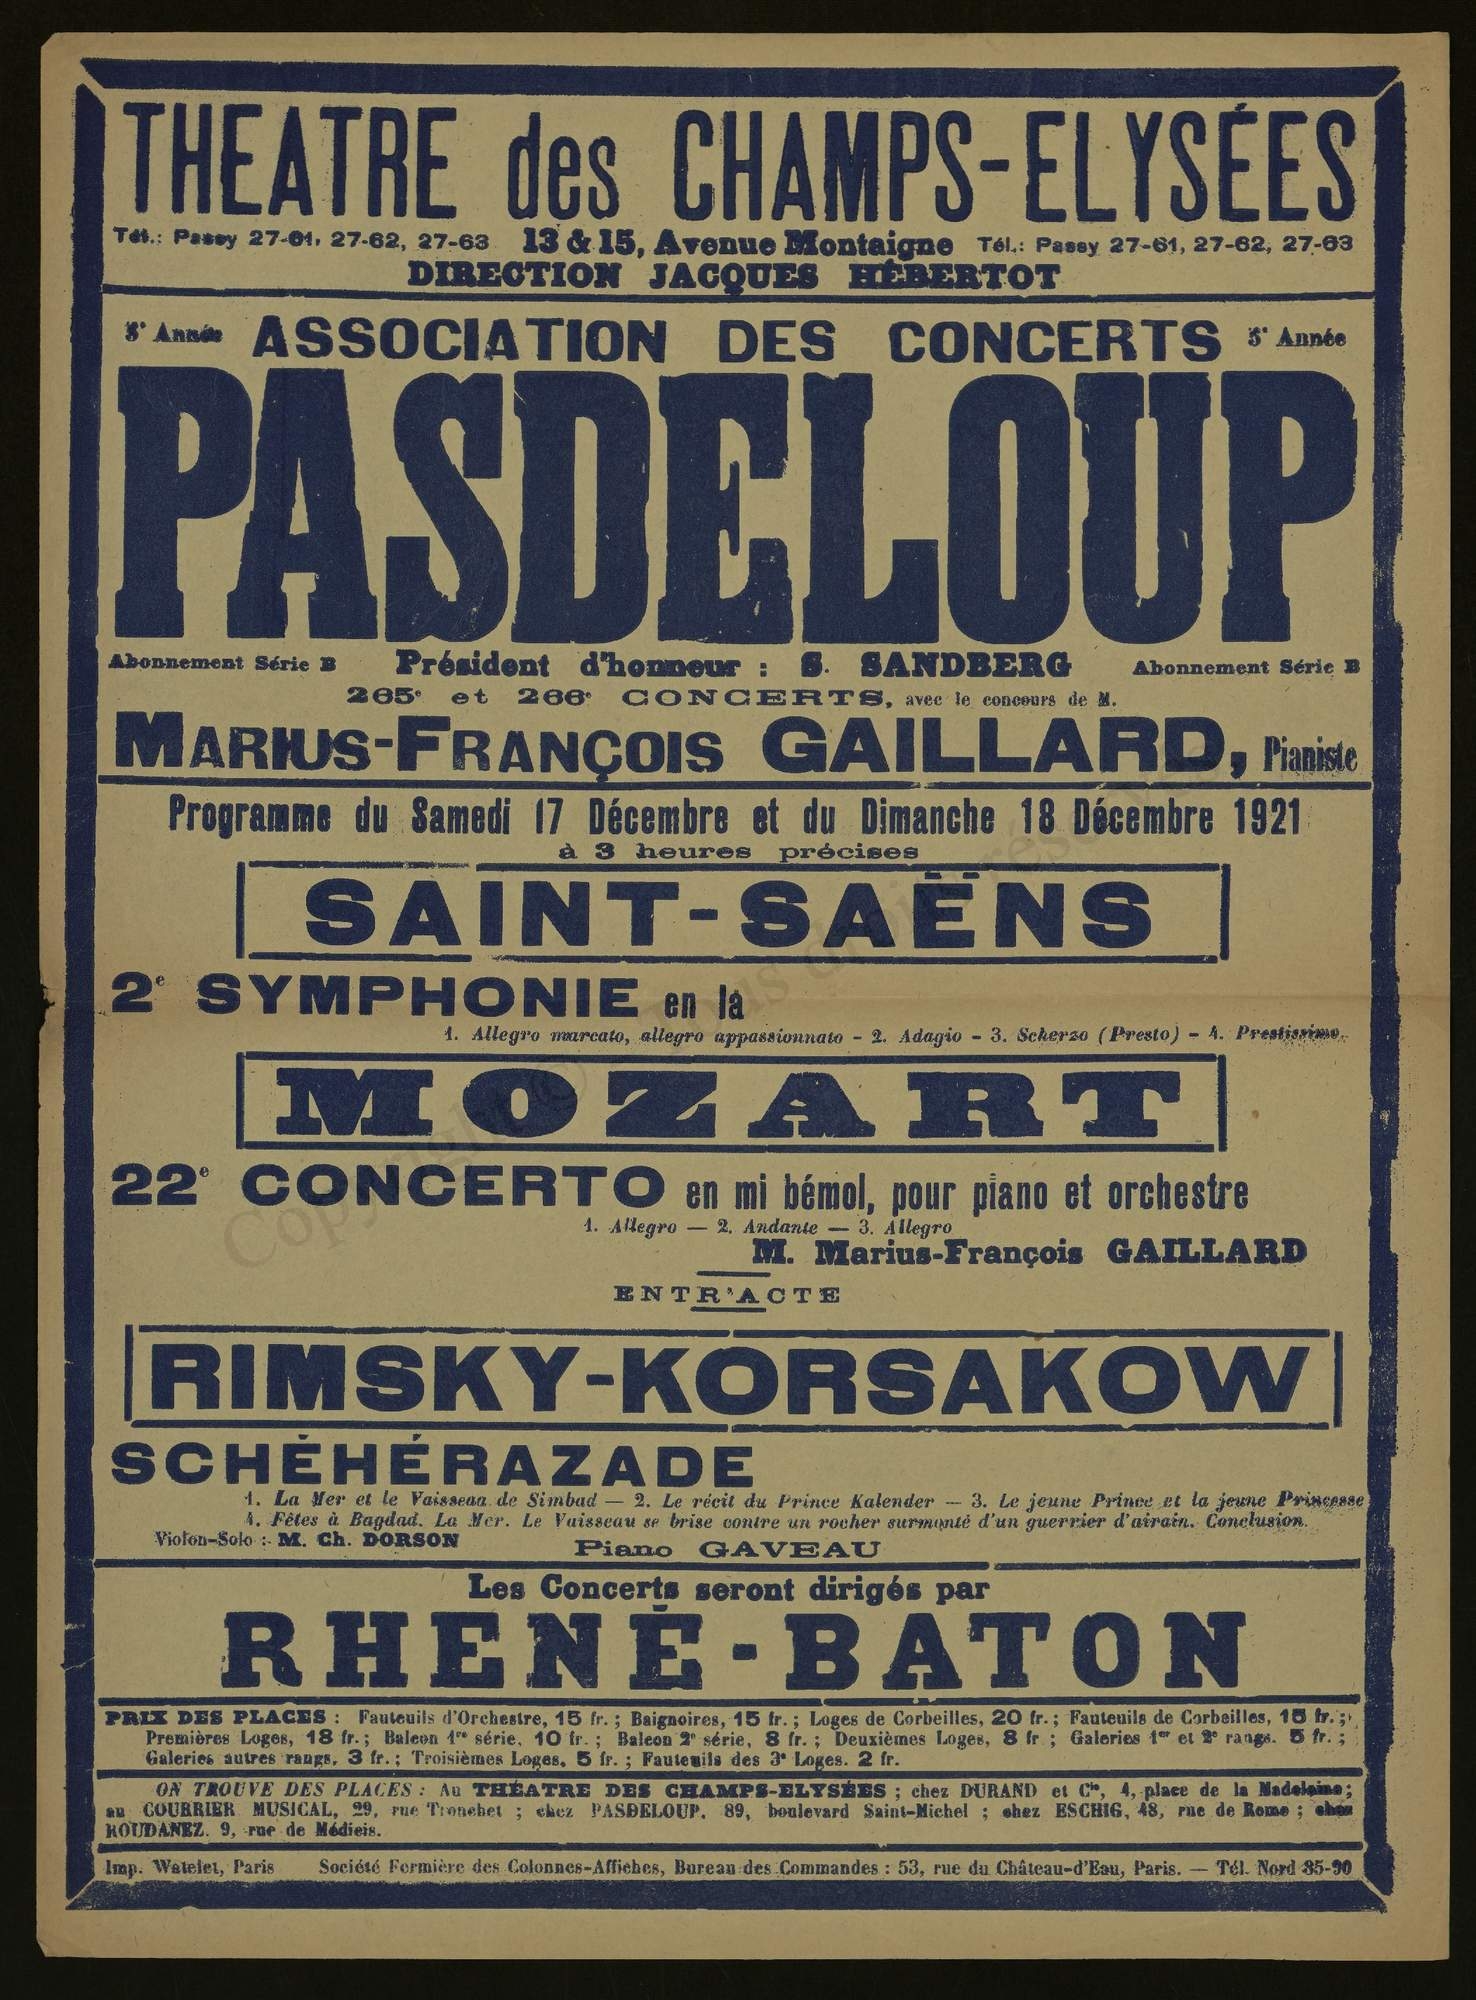 THEATRE des CHAMPS-ELYSÉES
Tél.: Passy 27-61, 27-62, 27-63 13 & 15, Avenue Montaigne Tél.: Passy 27-61, 27-62, 27-63
DIRECTION JACQUES HÉBERTOT
5e Année ASSOCIATION DES CONCERTS 5e Année
PASDELOUP
Abonnement Série B Président d'honneur : S. SANDBERG Abonnement Série B
265e et 266e CONCERTS, avec le concours de M.
MARIUS-FRANÇOIS GAILLARD, Pianiste
Programme du Samedi 17 Décembre et du Dimanche 18 Décembre 1921
à 3 heures précises
SAINT-SAËNS
2e SYMPHONIE en la
1. Allegro marcato, allegro appassionnato - 2. Adagio - 3. Scherzo (Presto) - 4. Prestissimo
MOZART
22e CONCERTO en mi bémol, pour piano et orchestre
1. Allegro — 2. Andante — 3. Allegro
M. Marius-François GAILLARD
ENTR'ACTE
RIMSKY-KORSAKOW
SCHÉHÉRAZADE
1. La Mer et le Vaisseau de Simbad — 2. Le récit du Prince Kalender — 3. Le jeune Prince et la jeune Princesse
4. Fêtes à Bagdad. La Mer. Le Vaisseau se brise contre un rocher surmonté d'un guerrier d'airain. Conclusion.
Violon-Solo : M. Ch. DORSON Piano GAVEAU
Les Concerts seront dirigés par
RHENÉ-BATON
PRIX DES PLACES : Fauteuils d'Orchestre, 15 fr. ; Baignoires, 15 fr. ; Loges de Corbeilles, 20 fr. ; Fauteuils de Corbeilles, 18 fr. ;
Premières Loges, 18 fr. ; Balcon 1re série, 10 fr. ; Balcon 2e série, 8 fr. ; Deuxièmes Loges, 8 fr ; Galeries 1er et 2e rangs. 5 fr. ;
Galeries autres rangs, 3 fr. ; Troisièmes Loges, 5 fr. ; Fauteuils des 3e Loges. 2 fr.
ON TROUVE DES PLACES : Au THÉATRE DES CHAMPS-ELYSÉES ; chez DURAND et Cie, 4, place de la Madeleine ;
au COURRIER MUSICAL, 29, rue Tronchet ; chez PASDELOUP, 89, boulevard Saint-Michel ; chez ESCHIG, 48, rue de Rome ; chez
ROUDANEZ. 9, rue de Médicis.
Imp. Watelet, Paris Société Fermière des Colonnes-Affiches, Bureau des Commandes : 53, rue du Château-d'Eau, Paris. — Tél. Nord 35-90
Copyright © Tous droits réservés